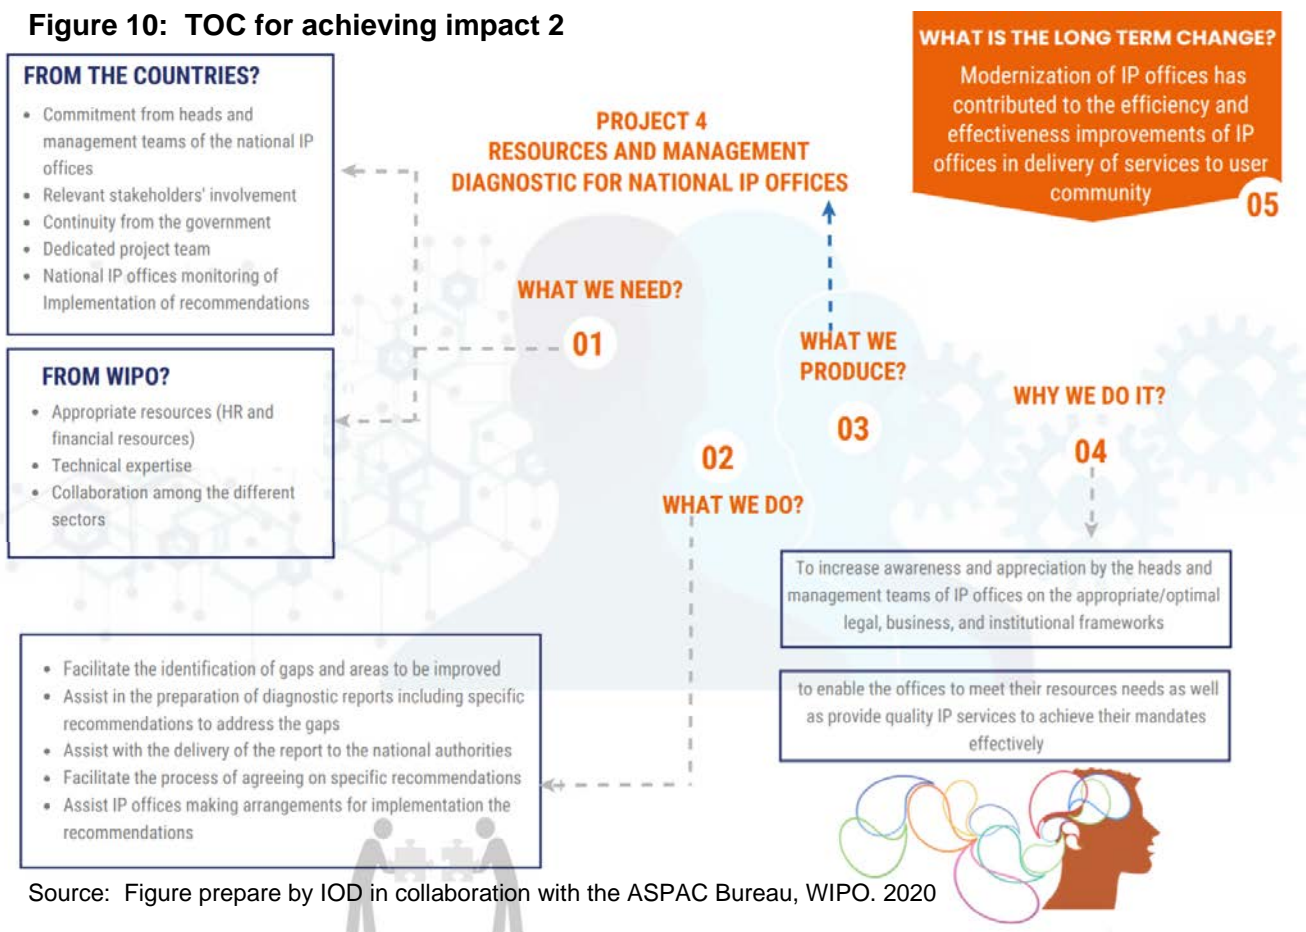 Figure 10:  TOC for achieving impact 2
FROM THE COUNTRIES?
• Commitment from heads and
management teams of the national IP
offices
• Relevant stakeholders' involvement
• Continuity from the government
• Dedicated project team
• National IP offices monitoring of
Implementation of recommendations
FROM WIPO?
• Appropriate resources (HR and
financial resources)
• Technical expertise
• Collaboration among the different
sectors
PROJECT 4
RESOURCES AND MANAGEMENT
DIAGNOSTIC FOR NATIONAL IP OFFICES
WHAT WE NEED?
01
02
WHAT WE DO?
• Facilitate the identification of gaps and areas to be improved
• Assist in the preparation of diagnostic reports including specific
recommendations to address the gaps
• Assist with the delivery of the report to the national authorities
• Facilitate the process of agreeing on specific recommendations
• Assist IP offices making arrangements for implementation the
recommendations
WHAT WE
PRODUCE?
03
WHY WE DO IT?
04
To increase awareness and appreciation by the heads and
management teams of IP offices on the appropriate/optimal
legal, business, and institutional frameworks
to enable the offices to meet their resources needs as well
as provide quality IP services to achieve their mandates
effectively
WHAT IS THE LONG TERM CHANGE?
Modernization of IP offices has
contributed to the efficiency and
effectiveness improvements of IP
offices in delivery of services to user
community
05
Source:  Figure prepare by IOD in collaboration with the ASPAC Bureau, WIPO. 2020